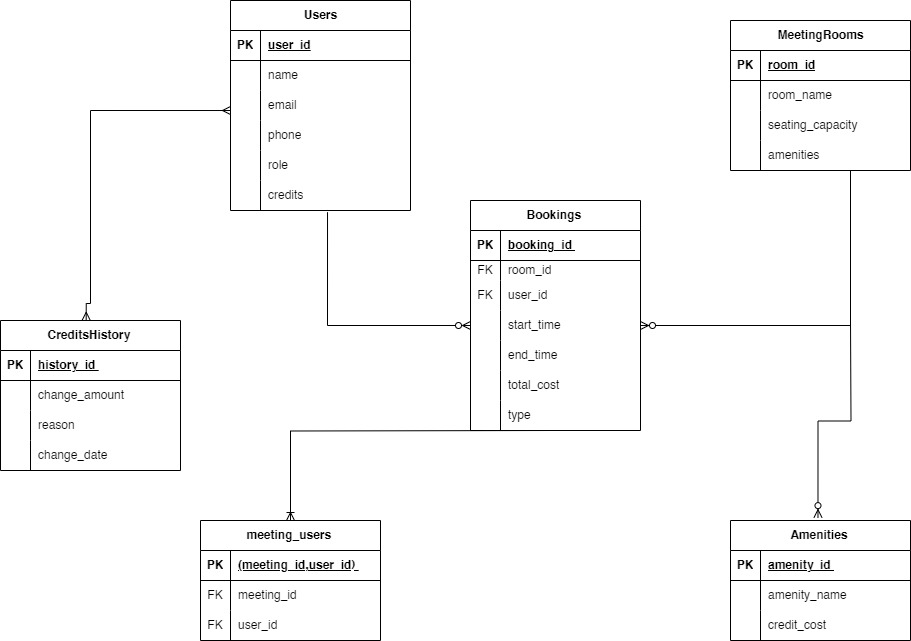 Users
PK user_id
name
email
phone
role
credits
MeetingRooms
PK room_id
room_name
seating_capacity
amenities
Bookings
PK booking_id
FK room_id
FK user_id
start_time
end_time
total_cost
type
CreditsHistory
PK history_id
change_amount
reason
change_date
meeting_users
PK (meeting_id,user_id)
FK meeting_id
FK user_id
Amenities
PK amenity_id
amenity_name
credit_cost